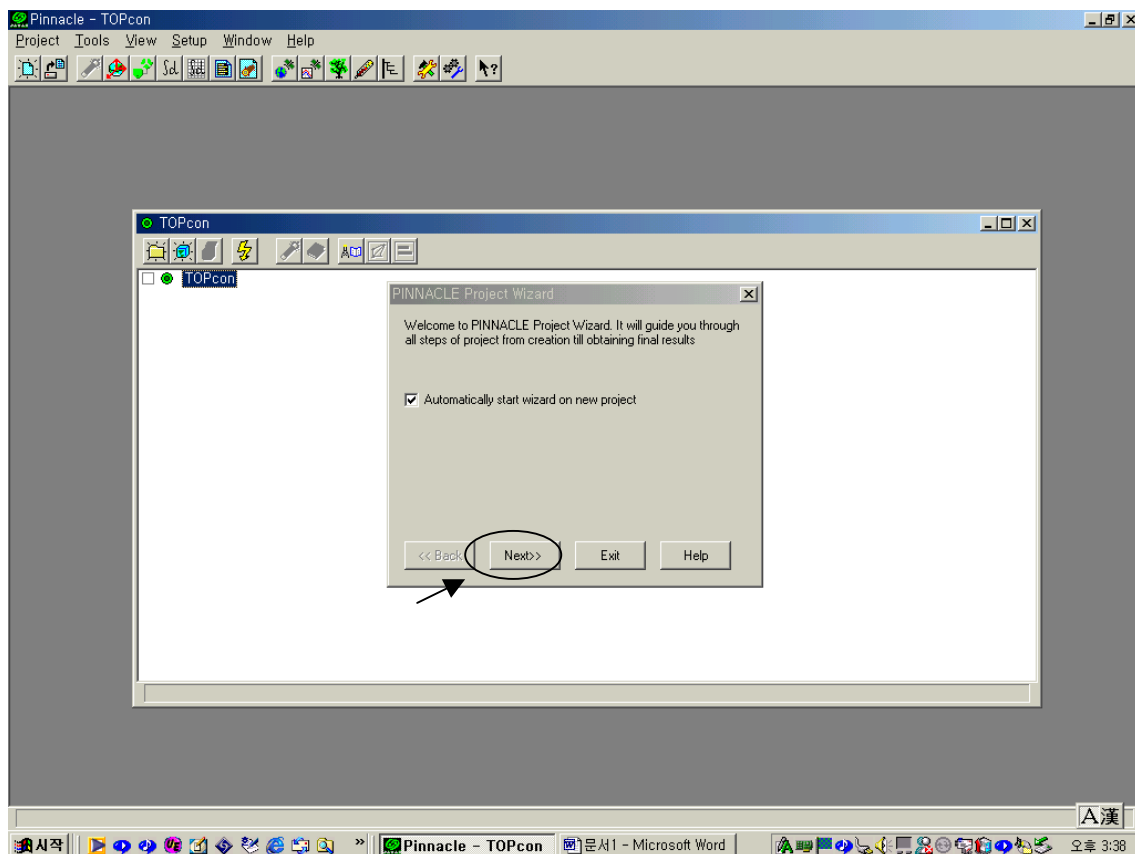 Pinnacle - TOPcon
Project Tools View Setup Window Help
TOPcon
TOPcon
PINNACLE Project Wizard
Welcome to PINNACLE Project Wizard. It will guide you through
all steps of project from creation till obtaining final results
Automatically start wizard on new project
<< Back Next>> Exit Help
A漢
시작 » Pinnacle - TOPcon 문서1 - Microsoft Word 오후 3:38